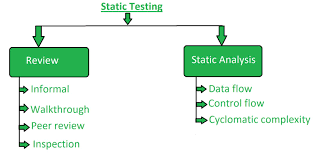 Static Testing
Review
Informal
Walkthrough
Peer review
Inspection
Static Analysis
Data flow
Control flow
Cyclomatic complexity